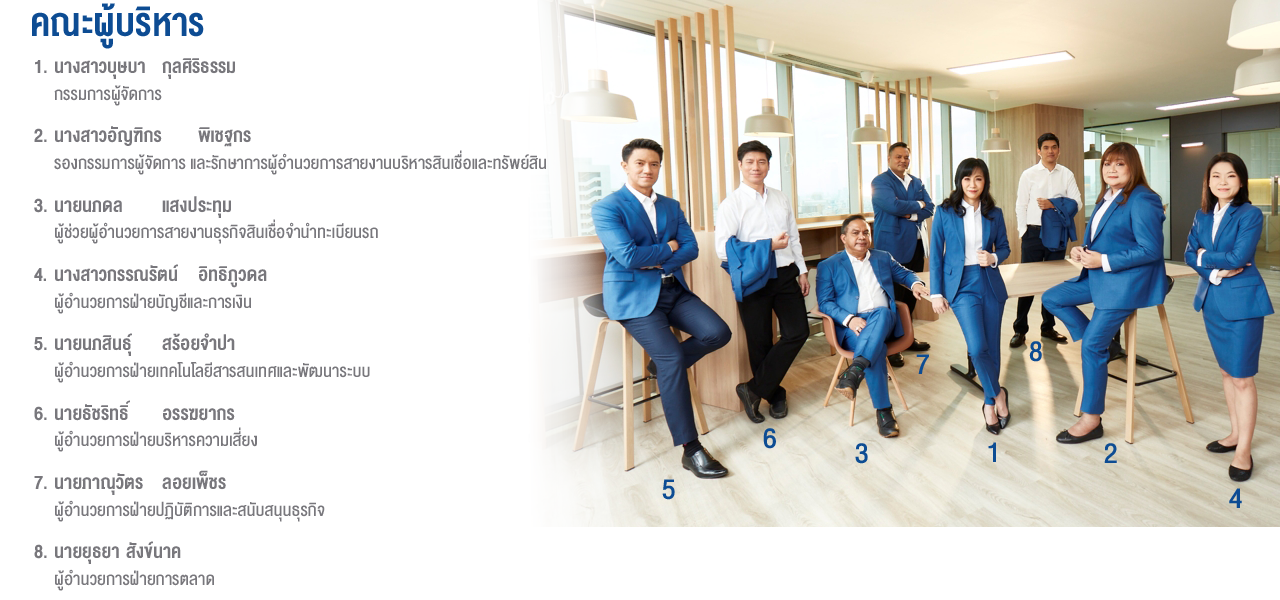 คณะผู้บริหาร
1. นางสาวบุษบา กุลศิริธรรม
กรรมการผู้จัดการ
2. นางสาวอัญฑิกร พิเชฐกร
รองกรรมการผู้จัดการ และรักษาการผู้อำนวยการสายงานบริหารสินเชื่อและทรัพย์สิน
3. นายนภดล แสงประทุม
ผู้ช่วยผู้อำนวยการสายงานธุรกิจสินเชื่อจำนำทะเบียนรถ
4. นางสาวกรรณรัตน์ อิทธิภูวดล
ผู้อำนวยการฝ่ายบัญชีและการเงิน
5. นายนภสินธุ์ สร้อยจำปา
ผู้อำนวยการฝ่ายเทคโนโลยีสารสนเทศและพัฒนาระบบ
6. นายธัชริทธิ์ อรรฆยากร
ผู้อำนวยการฝ่ายบริหารความเสี่ยง
7. นายภาณุวัตร ลอยเพ็ชร
ผู้อำนวยการฝ่ายปฏิบัติการและสนับสนุนธุรกิจ
8. นายยุธยา สังข์นาค
ผู้อำนวยการฝ่ายการตลาด
5
6
3
7
1
8
2
4